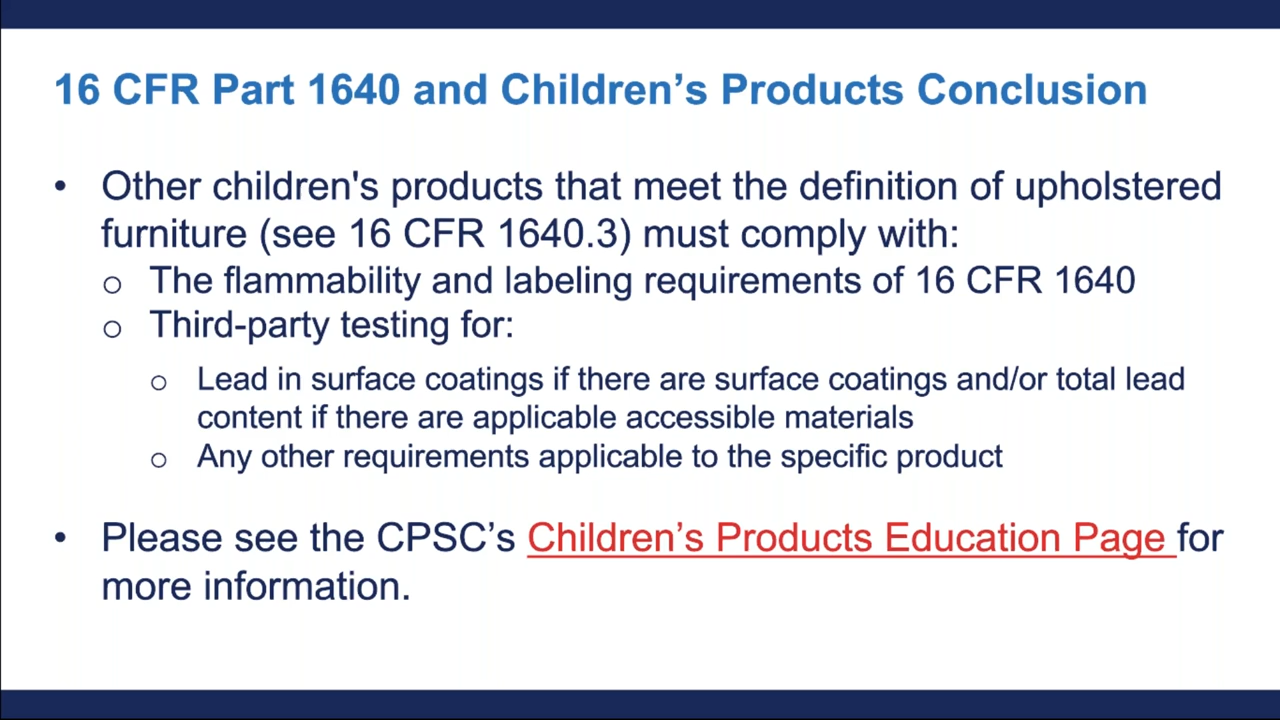 16 CFR Part 1640 and Children’s Products Conclusion
• Other children's products that meet the definition of upholstered
furniture (see 16 CFR 1640.3) must comply with:
o The flammability and labeling requirements of 16 CFR 1640
o Third-party testing for:
o Lead in surface coatings if there are surface coatings and/or total lead
content if there are applicable accessible materials
o Any other requirements applicable to the specific product
• Please see the CPSC’s Children’s Products Education Page for
more information.